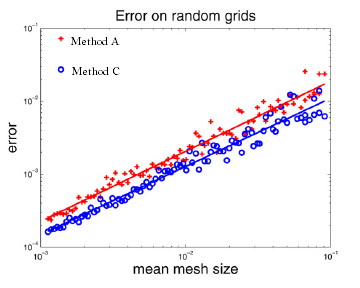 Error on random grids
Method A
Method C
error
10⁻¹
10⁻²
10⁻³
10⁻⁴
10⁻³
10⁻²
10⁻¹
mean mesh size